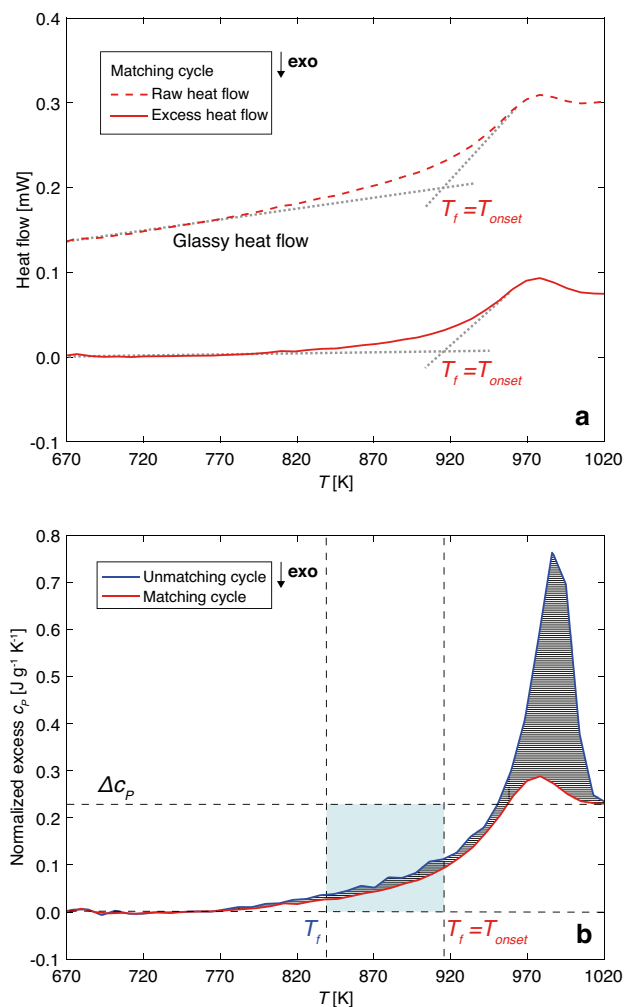 0.4
Matching cycle
exo
Raw heat flow
Excess heat flow
0.3
Heat flow [mW]
0.2
T_f = T_onset
Glassy heat flow
0.1
0.0
T_f = T_onset
a
-0.1
670 720 770 820 870 920 970 1020
T [K]
0.8
Unmatching cycle
exo
Matching cycle
0.7
0.6
Normalized excess c_P [J g⁻¹ K⁻¹]
0.5
0.4
0.3
Δc_P
0.2
0.1
0.0
T_f
T_f = T_onset
b
-0.1
670 720 770 820 870 920 970 1020
T [K]